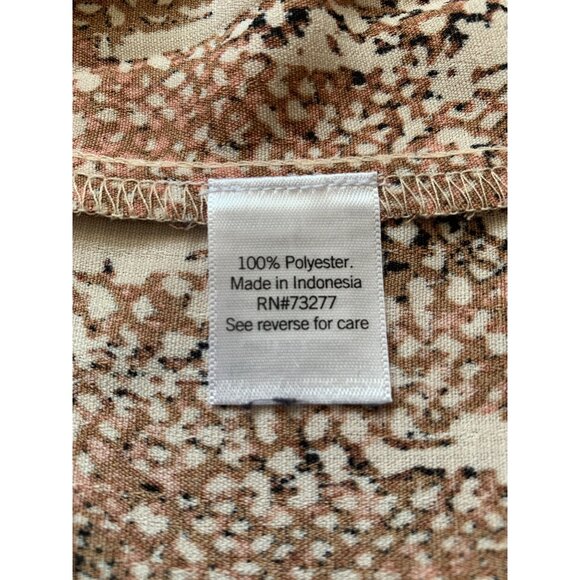 100% Polyester.
Made in Indonesia
RN#73277
See reverse for care